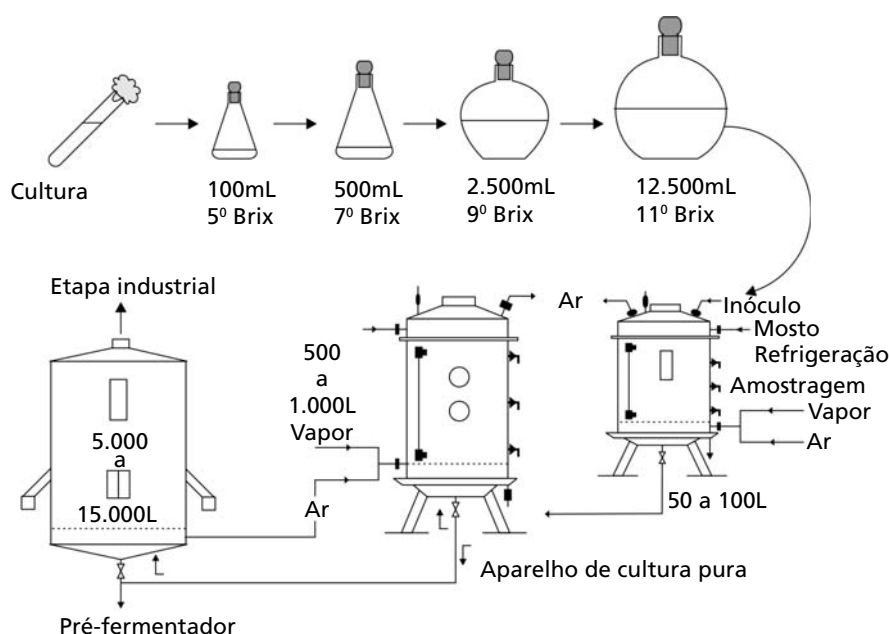 Cultura
100mL
5⁰ Brix
500mL
7⁰ Brix
2.500mL
9⁰ Brix
12.500mL
11⁰ Brix
Etapa industrial
5.000
a
15.000L
Pré-fermentador
500
a
1.000L
Vapor
Ar
Ar
Inóculo
Mosto
Refrigeração
Amostragem
Vapor
Ar
50 a 100L
Aparelho de cultura pura